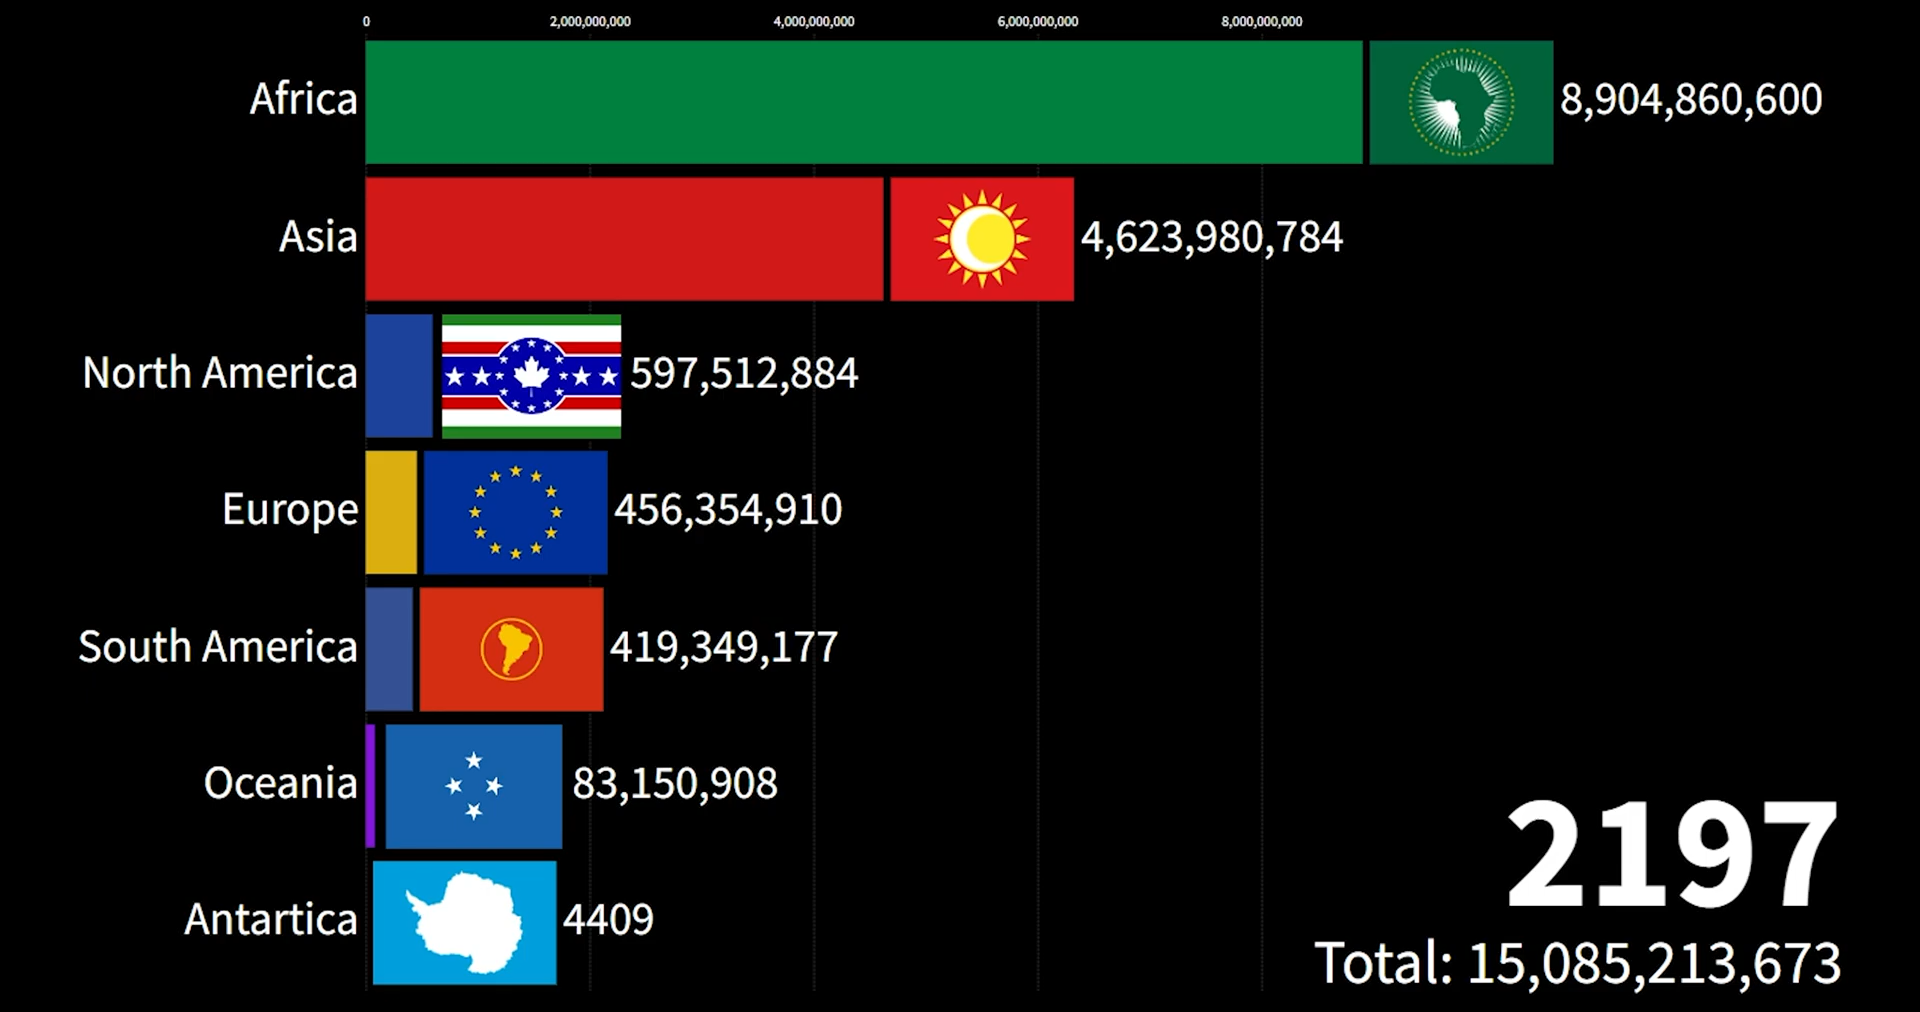 0 2,000,000,000 4,000,000,000 6,000,000,000 8,000,000,000
Africa 8,904,860,600
Asia 4,623,980,784
North America 597,512,884
Europe 456,354,910
South America 419,349,177
Oceania 83,150,908
Antartica 4409
2197
Total: 15,085,213,673